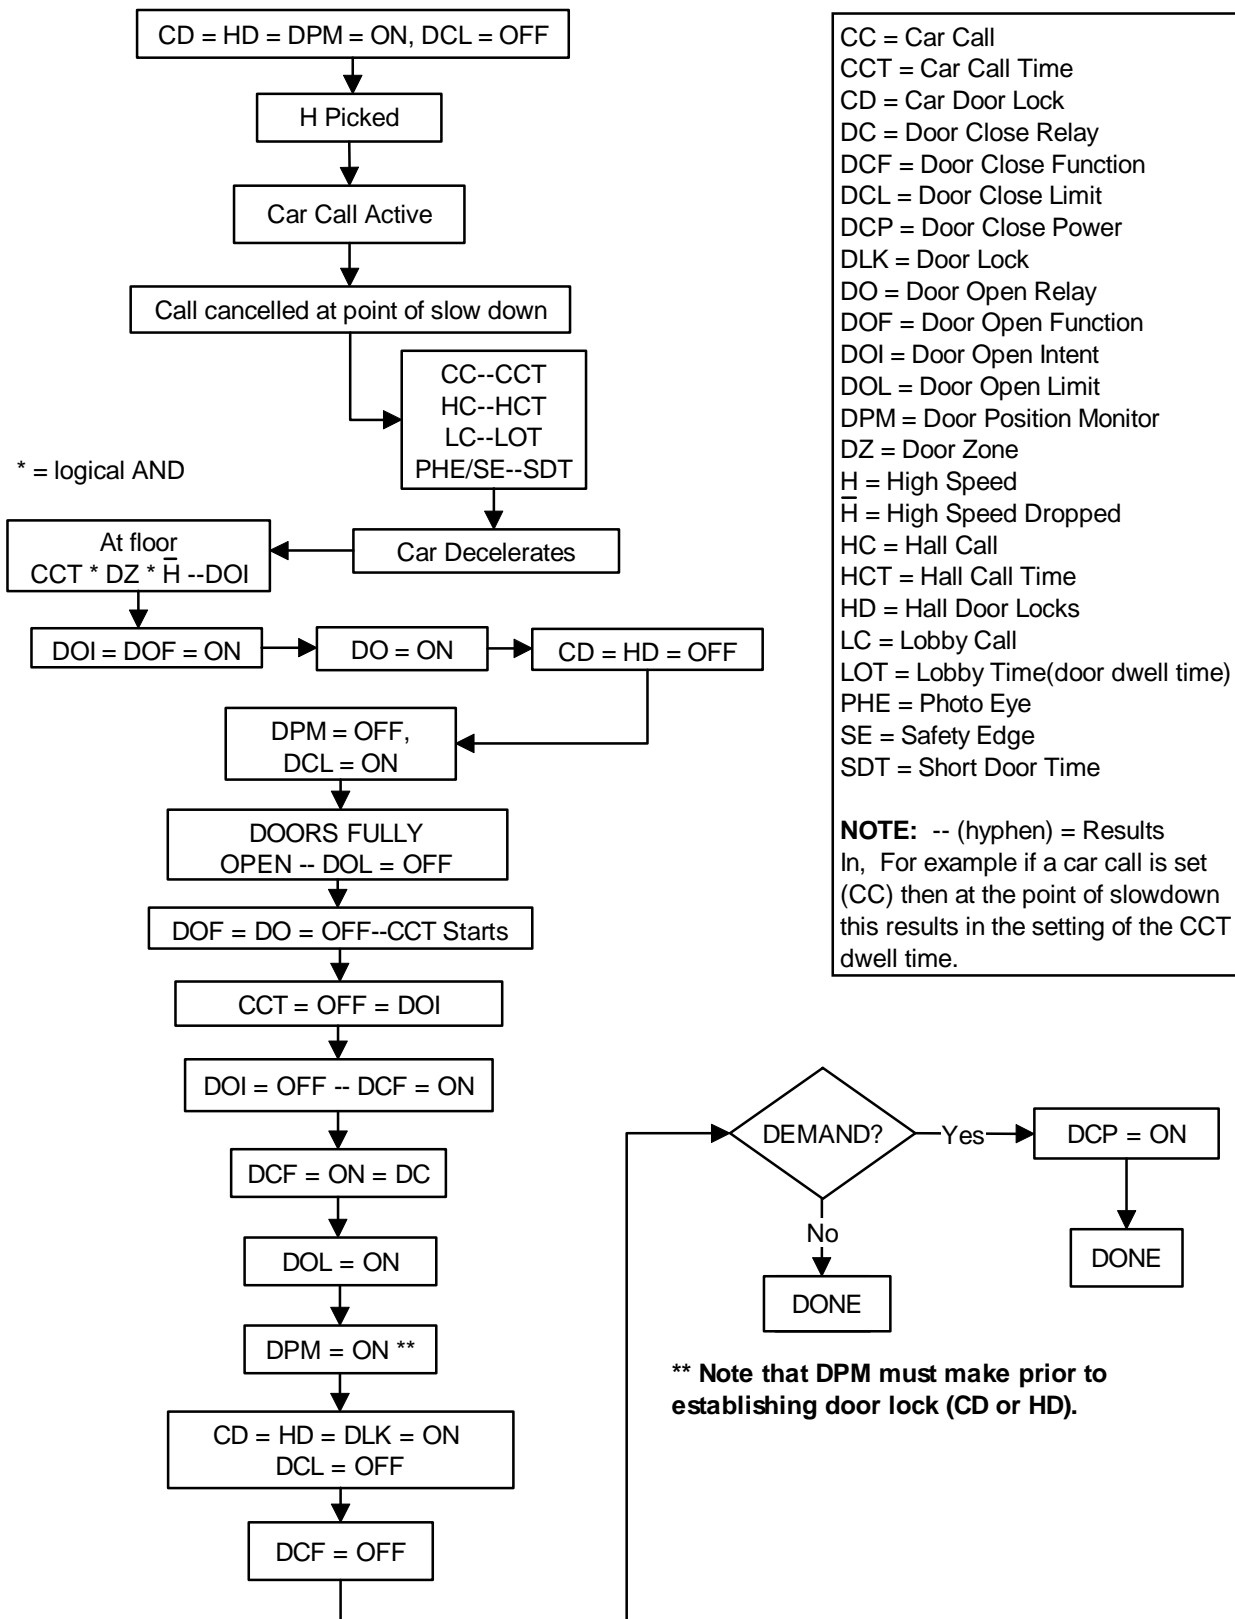 CD = HD = DPM = ON, DCL = OFF
H Picked
Car Call Active
Call cancelled at point of slow down
CC--CCT
HC--HCT
LC--LOT
PHE/SE--SDT
* = logical AND
Car Decelerates
At floor
CCT * DZ * H̅ --DOI
DOI = DOF = ON
DO = ON
CD = HD = OFF
DPM = OFF,
DCL = ON
DOORS FULLY
OPEN -- DOL = OFF
DOF = DO = OFF--CCT Starts
CCT = OFF = DOI
DOI = OFF -- DCF = ON
DCF = ON = DC
DOL = ON
DPM = ON **
CD = HD = DLK = ON
DCL = OFF
DCF = OFF
DEMAND?
Yes
DCP = ON
DONE
No
DONE
** Note that DPM must make prior to
establishing door lock (CD or HD).
CC = Car Call
CCT = Car Call Time
CD = Car Door Lock
DC = Door Close Relay
DCF = Door Close Function
DCL = Door Close Limit
DCP = Door Close Power
DLK = Door Lock
DO = Door Open Relay
DOF = Door Open Function
DOI = Door Open Intent
DOL = Door Open Limit
DPM = Door Position Monitor
DZ = Door Zone
H = High Speed
H̅ = High Speed Dropped
HC = Hall Call
HCT = Hall Call Time
HD = Hall Door Locks
LC = Lobby Call
LOT = Lobby Time(door dwell time)
PHE = Photo Eye
SE = Safety Edge
SDT = Short Door Time
NOTE: -- (hyphen) = Results
In, For example if a car call is set
(CC) then at the point of slowdown
this results in the setting of the CCT
dwell time.